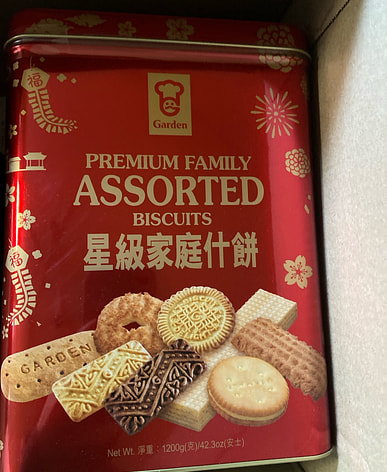 福
Garden
PREMIUM FAMILY
ASSORTED
BISCUITS
星級家庭什餅
福
GARDEN
Net Wt. 淨重：1200g(克)/42.3oz(安士)